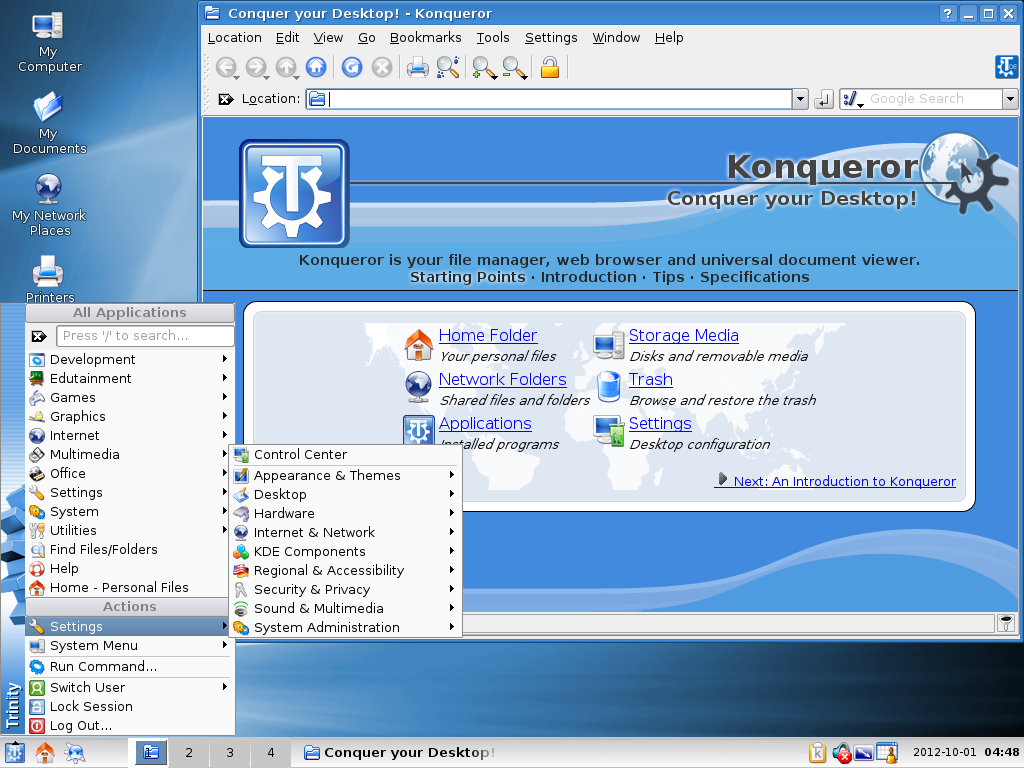 My
Computer
My
Documents
My Network
Places
Printers
Conquer your Desktop! - Konqueror
Location Edit View Go Bookmarks Tools Settings Window Help
Location:
Google Search
Konqueror
Conquer your Desktop!
Konqueror is your file manager, web browser and universal document viewer.
Starting Points · Introduction · Tips · Specifications
Home Folder
Your personal files
Storage Media
Disks and removable media
Network Folders
Shared files and folders
Trash
Browse and restore the trash
Applications
Installed programs
Settings
Desktop configuration
Next: An Introduction to Konqueror
All Applications
Press '/' to search...
Development
Edutainment
Games
Graphics
Internet
Multimedia
Office
Settings
System
Utilities
Find Files/Folders
Help
Home - Personal Files
Actions
Settings
System Menu
Run Command...
Switch User
Lock Session
Log Out...
Trinity
Control Center
Appearance & Themes
Desktop
Hardware
Internet & Network
KDE Components
Regional & Accessibility
Security & Privacy
Sound & Multimedia
System Administration
2 3 4 Conquer your Desktop! 2012-10-01 04:48